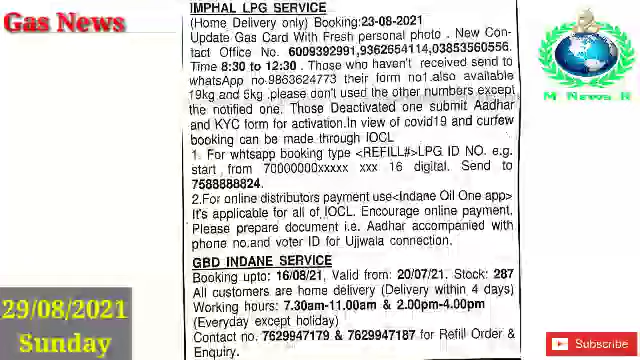 Gas News
IMPHAL LPG SERVICE
(Home Delivery only) Booking:23-08-2021
Update Gas Card With Fresh personal photo . New Con-
tact Office No. 6009392991,9362654114,03853560556.
Time 8:30 to 12:30 . Those who haven't received send to
whatsApp no.9863624773 their form no1.also available
19kg and 5kg .please don't used the other numbers except
the notified one. Those Deactivated one submit Aadhar
and KYC form for activation.In view of covid19 and curfew
booking can be made through IOCL
1. For whtsapp booking type <REFILL#>LPG ID NO. e.g.
start from 70000000xxxxx xxx 16 digital. Send to
7588888824.
2.For online distributors payment use<Indane Oil One app>
It's applicable for all of IOCL. Encourage online payment.
Please prepare document i.e. Aadhar accompanied with
phone no.and voter ID for Ujjwala connection.
GBD INDANE SERVICE
Booking upto: 16/08/21, Valid from: 20/07/21. Stock: 287
All customers are home delivery (Delivery within 4 days)
Working hours: 7.30am-11.00am & 2.00pm-4.00pm
(Everyday except holiday)
Contact no. 7629947179 & 7629947187 for Refill Order &
Enquiry.
M News R
29/08/2021
Sunday
Subscribe